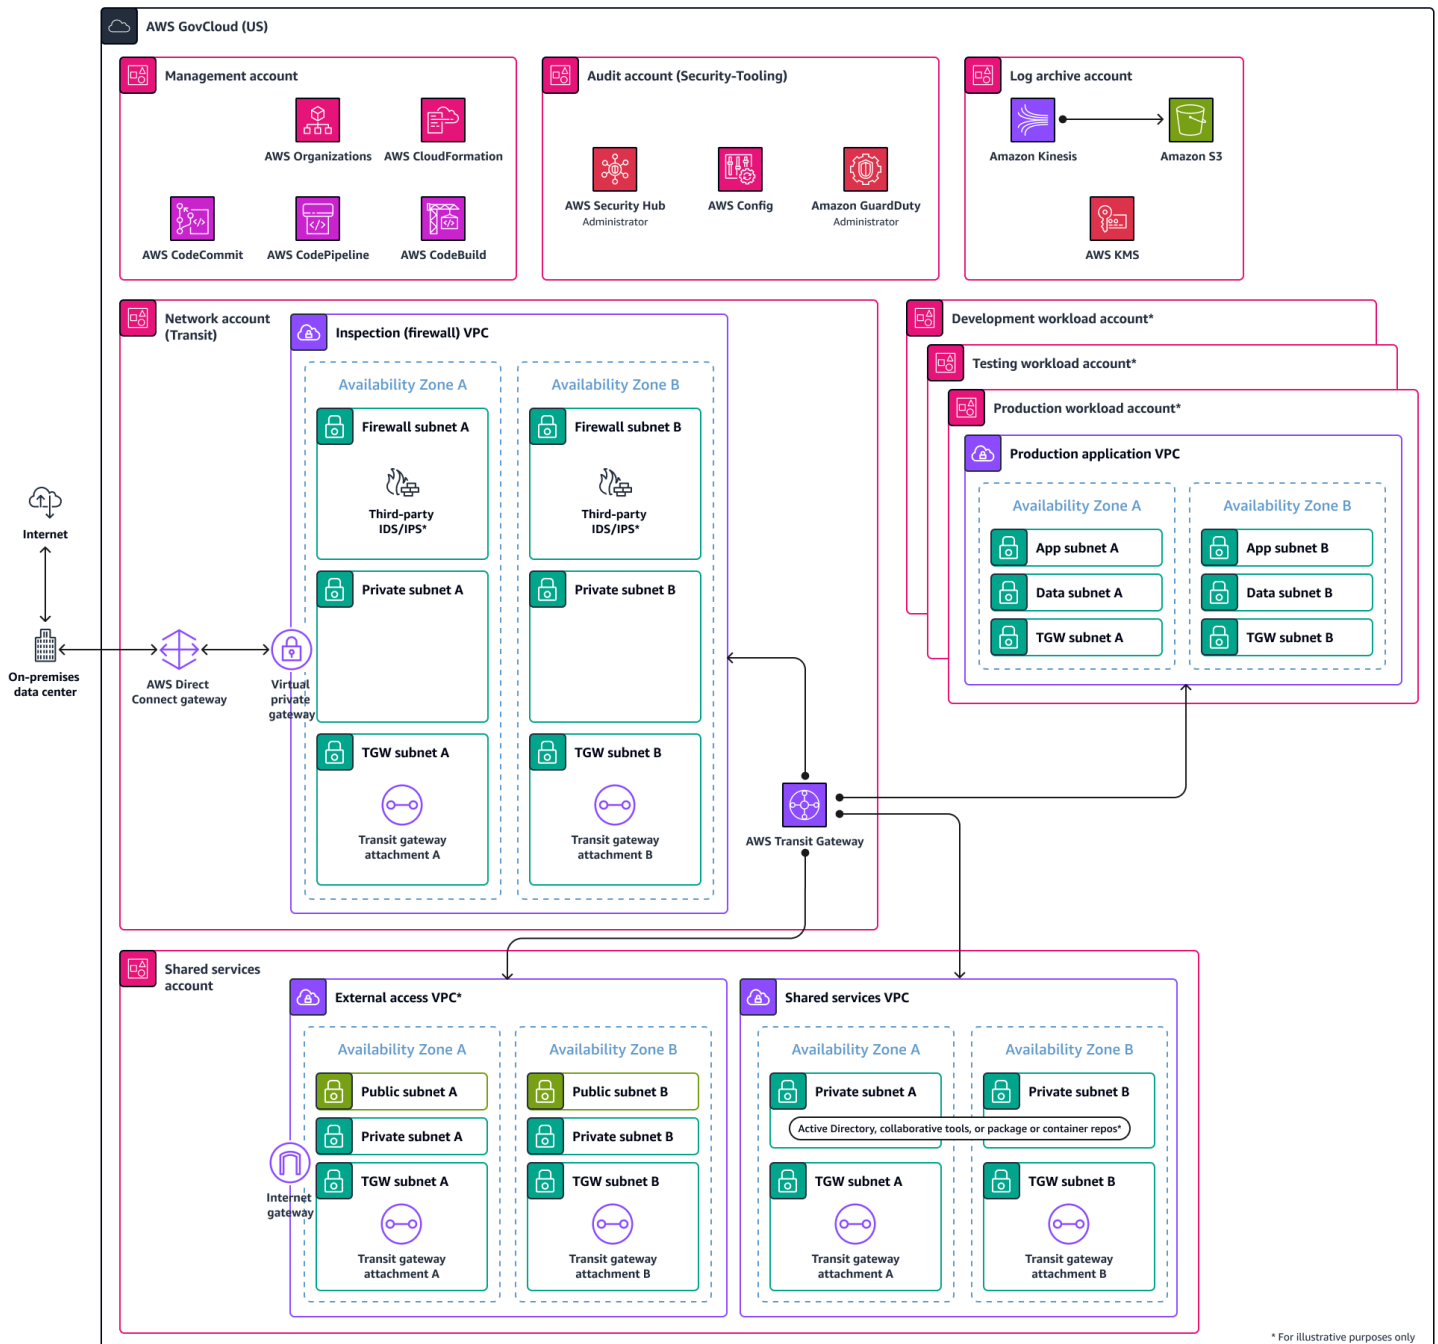 AWS GovCloud (US)
Management account
AWS Organizations
AWS CloudFormation
AWS CodeCommit
AWS CodePipeline
AWS CodeBuild
Audit account (Security-Tooling)
AWS Security Hub
Administrator
AWS Config
Amazon GuardDuty
Administrator
Log archive account
Amazon Kinesis
Amazon S3
AWS KMS
Internet
On-premises
data center
Network account
(Transit)
AWS Direct
Connect gateway
Virtual
private
gateway
Inspection (firewall) VPC
Availability Zone A
Firewall subnet A
Third-party
IDS/IPS*
Private subnet A
TGW subnet A
Transit gateway
attachment A
Availability Zone B
Firewall subnet B
Third-party
IDS/IPS*
Private subnet B
TGW subnet B
Transit gateway
attachment B
AWS Transit Gateway
Development workload account*
Testing workload account*
Production workload account*
Production application VPC
Availability Zone A
App subnet A
Data subnet A
TGW subnet A
Availability Zone B
App subnet B
Data subnet B
TGW subnet B
Shared services
account
External access VPC*
Internet
gateway
Availability Zone A
Public subnet A
Private subnet A
TGW subnet A
Transit gateway
attachment A
Availability Zone B
Public subnet B
Private subnet B
TGW subnet B
Transit gateway
attachment B
Shared services VPC
Availability Zone A
Private subnet A
Availability Zone B
Private subnet B
Active Directory, collaborative tools, or package or container repos*
TGW subnet A
Transit gateway
attachment A
TGW subnet B
Transit gateway
attachment B
* For illustrative purposes only